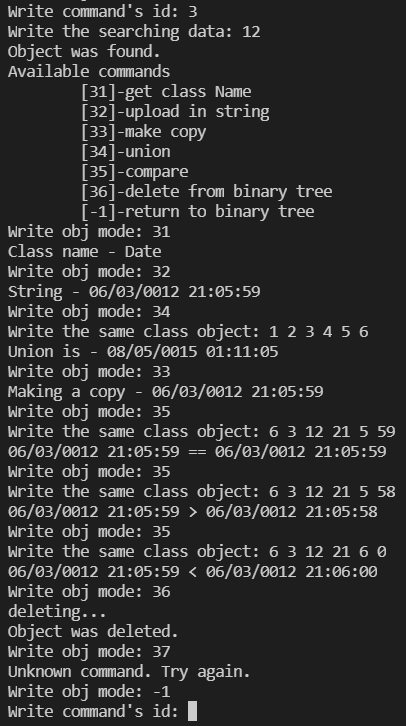 Write command's id: 3
Write the searching data: 12
Object was found.
Available commands
[31]-get class Name
[32]-upload in string
[33]-make copy
[34]-union
[35]-compare
[36]-delete from binary tree
[-1]-return to binary tree
Write obj mode: 31
Class name - Date
Write obj mode: 32
String - 06/03/0012 21:05:59
Write obj mode: 34
Write the same class object: 1 2 3 4 5 6
Union is - 08/05/0015 01:11:05
Write obj mode: 33
Making a copy - 06/03/0012 21:05:59
Write obj mode: 35
Write the same class object: 6 3 12 21 5 59
06/03/0012 21:05:59 == 06/03/0012 21:05:59
Write obj mode: 35
Write the same class object: 6 3 12 21 5 58
06/03/0012 21:05:59 > 06/03/0012 21:05:58
Write obj mode: 35
Write the same class object: 6 3 12 21 6 0
06/03/0012 21:05:59 < 06/03/0012 21:06:00
Write obj mode: 36
deleting...
Object was deleted.
Write obj mode: 37
Unknown command. Try again.
Write obj mode: -1
Write command's id: